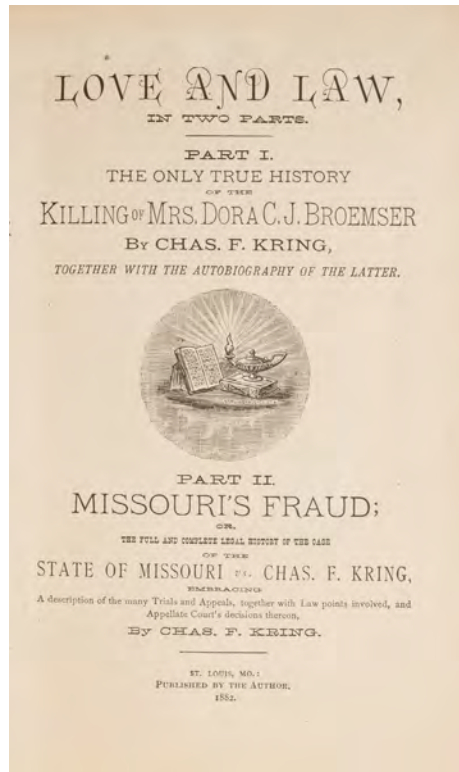 LOVE AND LAW,
IN TWO PARTS.
PART I.
THE ONLY TRUE HISTORY
OF THE
KILLING OF MRS. DORA C. J. BROEMSER
BY CHAS. F. KRING,
TOGETHER WITH THE AUTOBIOGRAPHY OF THE LATTER.
PART II.
MISSOURI'S FRAUD;
OR,
THE FULL AND COMPLETE LEGAL HISTORY OF THE CASE
OF THE
STATE OF MISSOURI vs. CHAS. F. KRING,
EMBRACING
A description of the many Trials and Appeals, together with Law points involved, and
Appellate Court's decisions thereon,
By CHAS. F. KRING.
ST. LOUIS, MO.:
PUBLISHED BY THE AUTHOR.
1882.